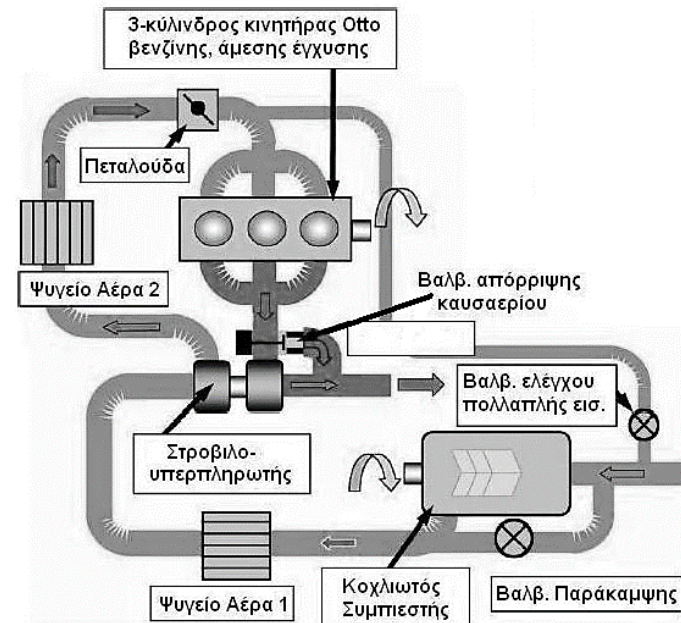 3-κύλινδρος κινητήρας Otto
βενζίνης, άμεσης έγχυσης
Πεταλούδα
Ψυγείο Αέρα 2
Βαλβ. απόρριψης
καυσαερίου
Βαλβ. ελέγχου
πολλαπλής εισ.
Στροβιλο-
υπερπληρωτής
Ψυγείο Αέρα 1
Κοχλιωτός
Συμπιεστής
Βαλβ. Παράκαμψης